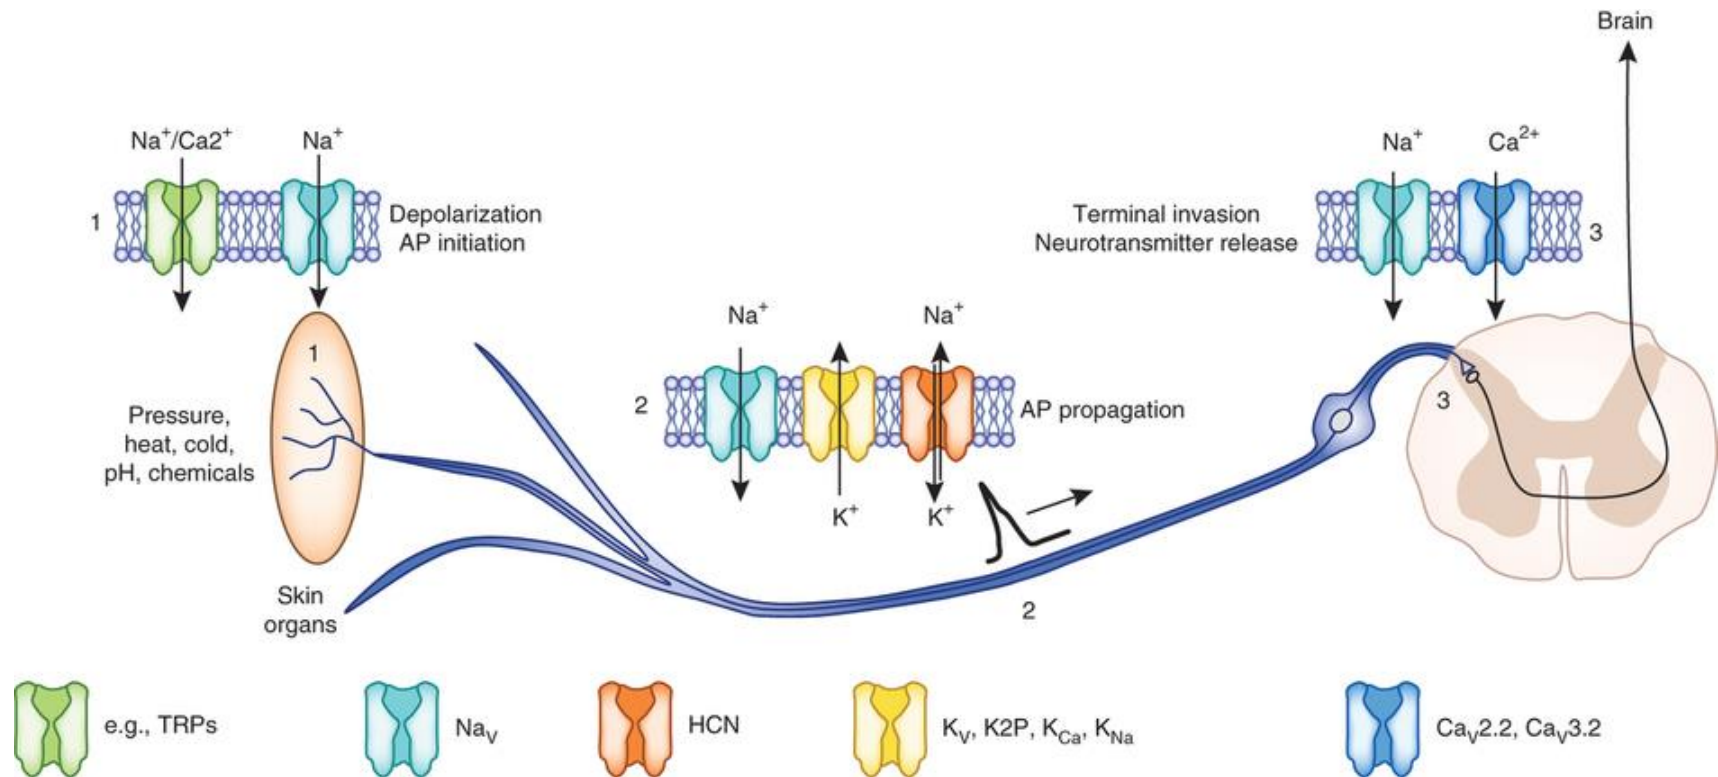 Brain
Na⁺/Ca2⁺
Na⁺
1
Depolarization
AP initiation
Na⁺
Ca²⁺
Terminal invasion
Neurotransmitter release
3
1
Pressure,
heat, cold,
pH, chemicals
Skin
organs
Na⁺
Na⁺
2
AP propagation
K⁺
K⁺
2
3
e.g., TRPs
Naᵥ
HCN
Kᵥ, K2P, K_Ca, K_Na
Caᵥ2.2, Caᵥ3.2